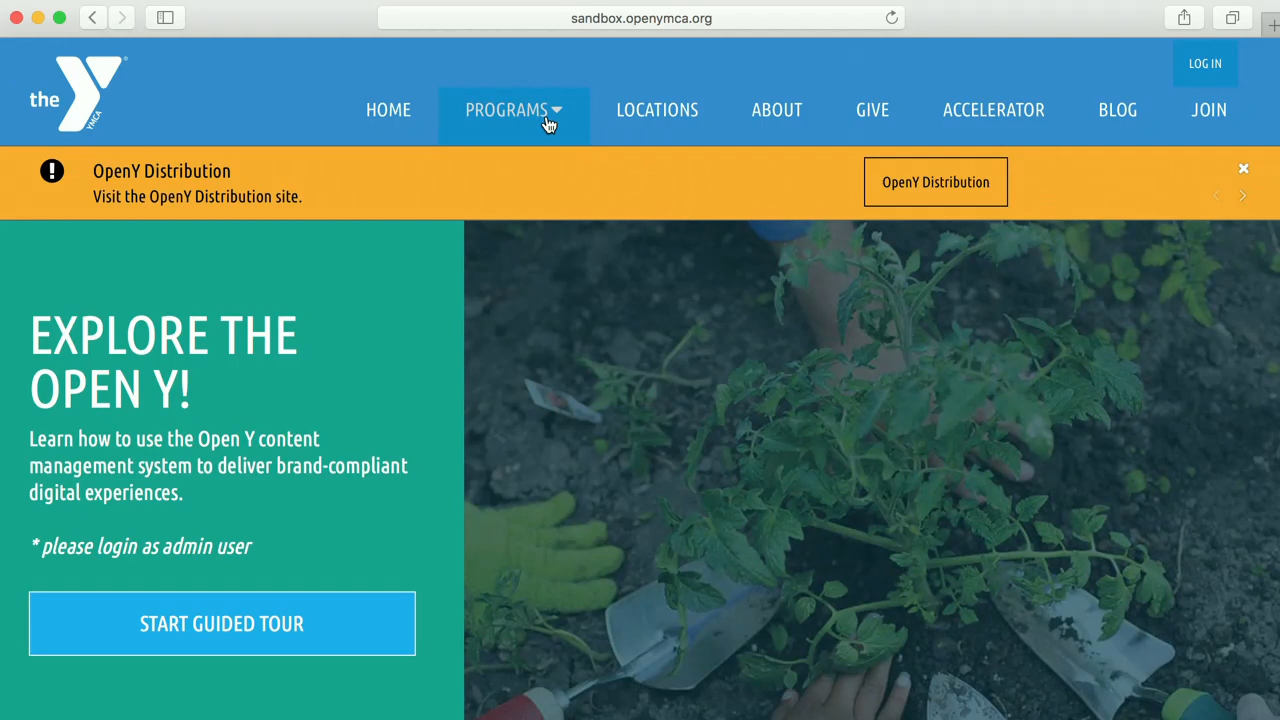 sandbox.openymca.org
LOG IN
the Y®
YMCA
HOME PROGRAMS LOCATIONS ABOUT GIVE ACCELERATOR BLOG JOIN
OpenY Distribution
Visit the OpenY Distribution site.
OpenY Distribution
EXPLORE THE
OPEN Y!
Learn how to use the Open Y content
management system to deliver brand-compliant
digital experiences.
* please login as admin user
START GUIDED TOUR